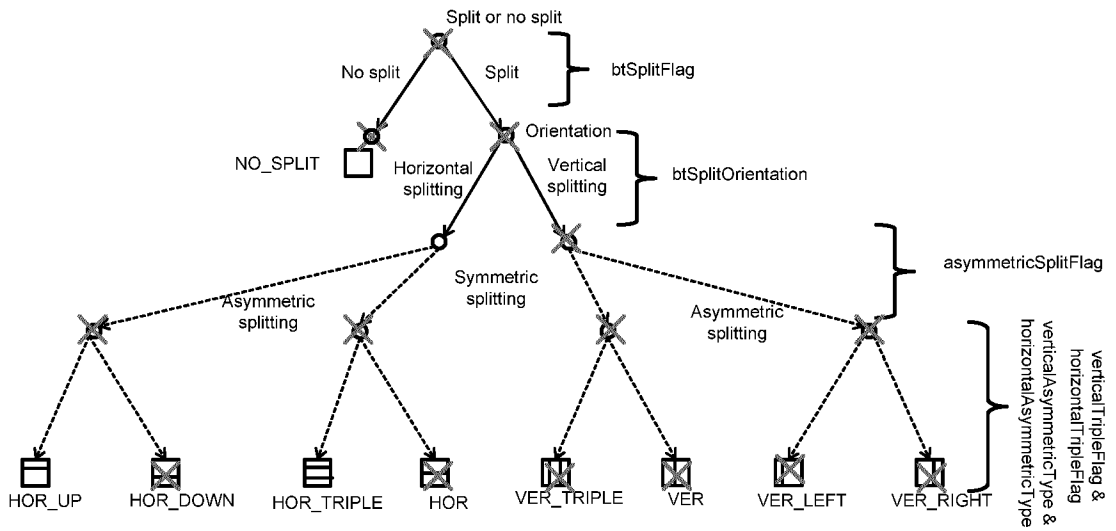 Split or no split
No split
Split
btSplitFlag
Orientation
NO_SPLIT
Horizontal
splitting
Vertical
splitting
btSplitOrientation
asymmetricSplitFlag
Symmetric
splitting
Asymmetric
splitting
Asymmetric
splitting
verticalTripleFlag &
horizontalTripleFlag
verticalAsymmetricType &
horizontalAsymmetricType
HOR_UP
HOR_DOWN
HOR_TRIPLE
HOR
VER_TRIPLE
VER
VER_LEFT
VER_RIGHT